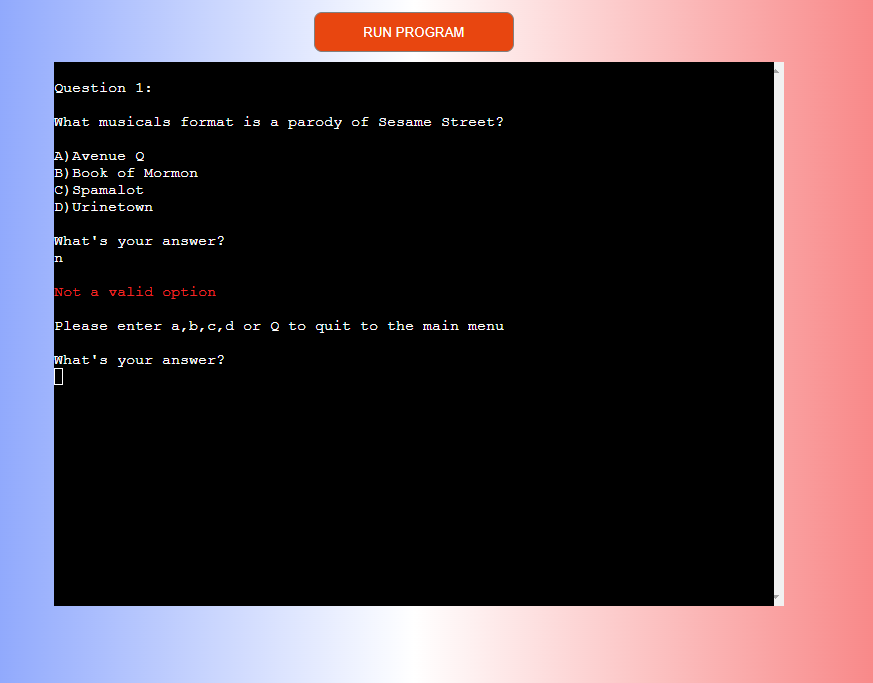 RUN PROGRAM
Question 1:
What musicals format is a parody of Sesame Street?
A)Avenue Q
B)Book of Mormon
C)Spamalot
D)Urinetown
What's your answer?
n
Not a valid option
Please enter a,b,c,d or Q to quit to the main menu
What's your answer?